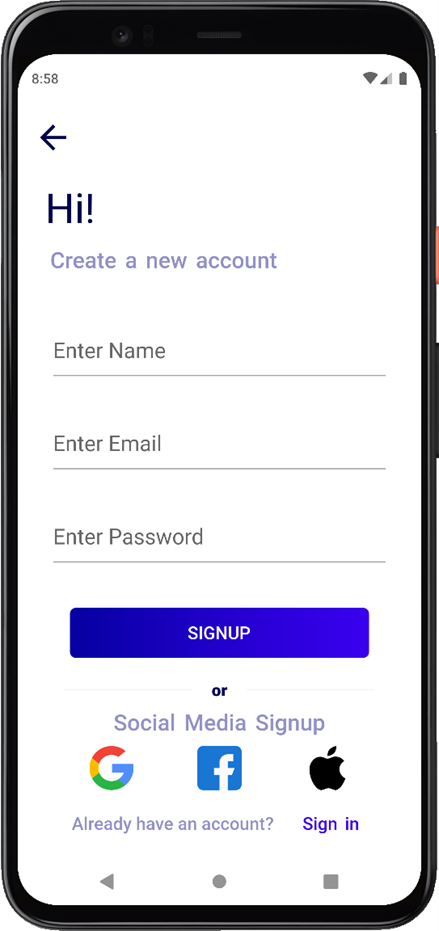 8:58
Hi!
Create a new account
Enter Name
Enter Email
Enter Password
SIGNUP
or
Social Media Signup
Already have an account? Sign in